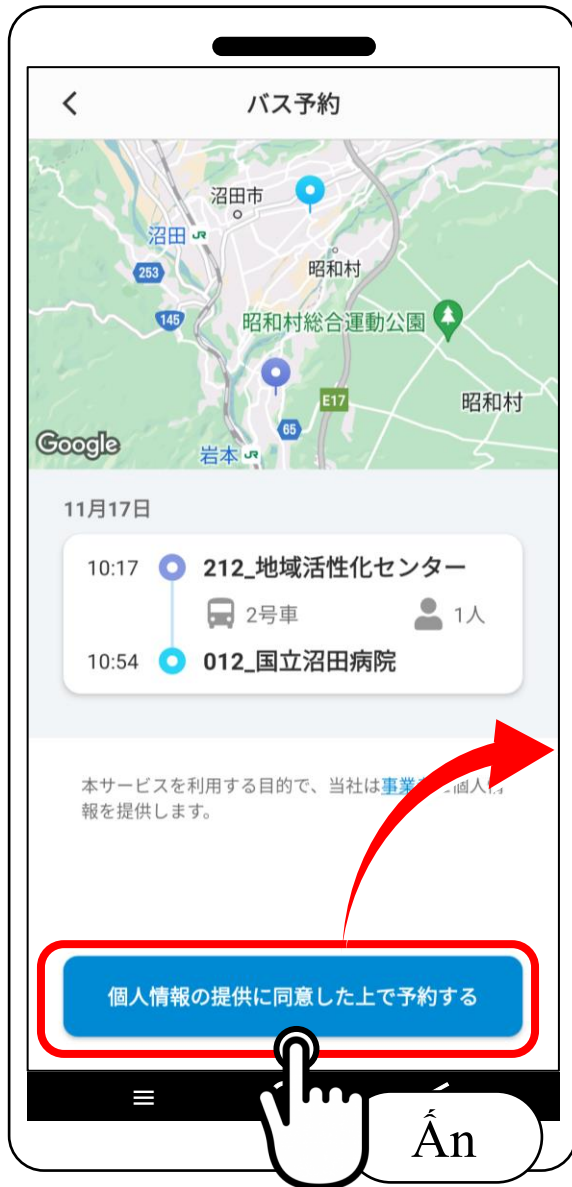 バス予約
沼田市
沼田 JR
253
昭和村
145
昭和村総合運動公園
E17
昭和村
65
Google
岩本 JR
11月17日
10:17 212_地域活性化センター
2号車 1人
10:54 012_国立沼田病院
本サービスを利用する目的で、当社は事業 個人
報を提供します。
個人情報の提供に同意した上で予約する
Ấn